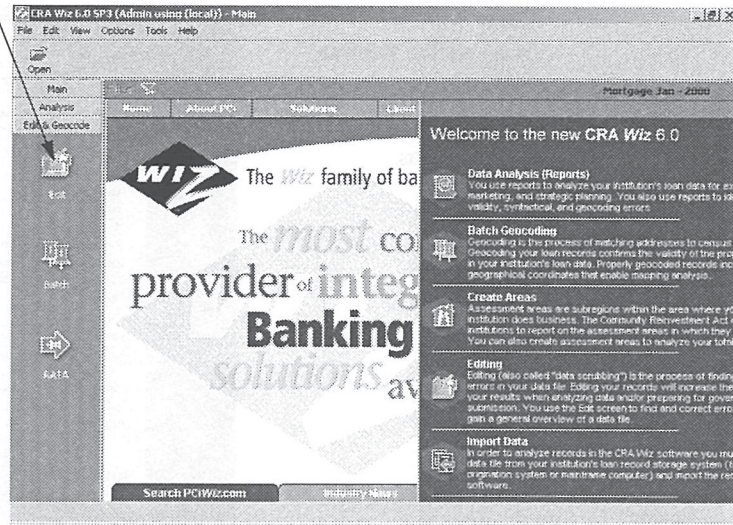 CRA Wiz 6.0 SP3 (Admin using (local)) - Main
File Edit View Options Tools Help
Open
Main
Analysis
Edit & Geocode
Edit
Batch
RATA
Mortgage Jan - 2000
Home About PCi Solutions Client
WIZ
The Wiz family of ba
The most co
provider of integ
Banking
solutions av
Search PCiWiz.com Industry News
Welcome to the new CRA Wiz 6.0
Data Analysis (Reports)
You use reports to analyze your institution's loan data for ex
marketing, and strategic planning. You also use reports to id
validity, syntactical, and geocoding errors.
Batch Geocoding
Geocoding is the process of matching addresses to census
Geocoding your loan records confirms the validity of the pro
in your institution's loan data. Properly geocoded records inc
geographical coordinates that enable mapping analysis.
Create Areas
Assessment areas are subregions within the area where yo
institution does business. The Community Reinvestment Act
institutions to report on the assessment areas in which they
You can also create assessment areas to analyze your total
Editing
Editing (also called "data scrubbing") is the process of finding
errors in your data file. Editing your records will increase the
your results when analyzing data and/or preparing for gover
submission. You use the Edit screen to find and correct erro
gain a general overview of a data file.
Import Data
In order to analyze records in the CRA Wiz software you mu
data file from your institution's loan record storage system (
origination system or mainframe computer) and import the re
software.